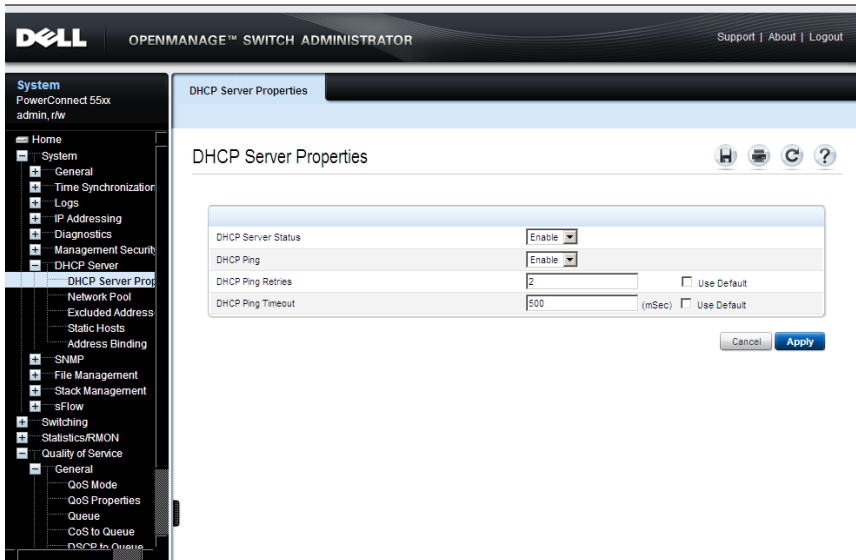 DELL
OPENMANAGE™ SWITCH ADMINISTRATOR
Support | About | Logout
System
PowerConnect 55xx
admin, r/w
Home
System
General
Time Synchronization
Logs
IP Addressing
Diagnostics
Management Securit
DHCP Server
DHCP Server Prop
Network Pool
Excluded Address
Static Hosts
Address Binding
SNMP
File Management
Stack Management
sFlow
Switching
Statistics/RMON
Quality of Service
General
QoS Mode
QoS Properties
Queue
CoS to Queue
DSCP to Queue
DHCP Server Properties
DHCP Server Properties
?
DHCP Server Status Enable
DHCP Ping Enable
DHCP Ping Retries 2 Use Default
DHCP Ping Timeout 500 (mSec) Use Default
Cancel Apply